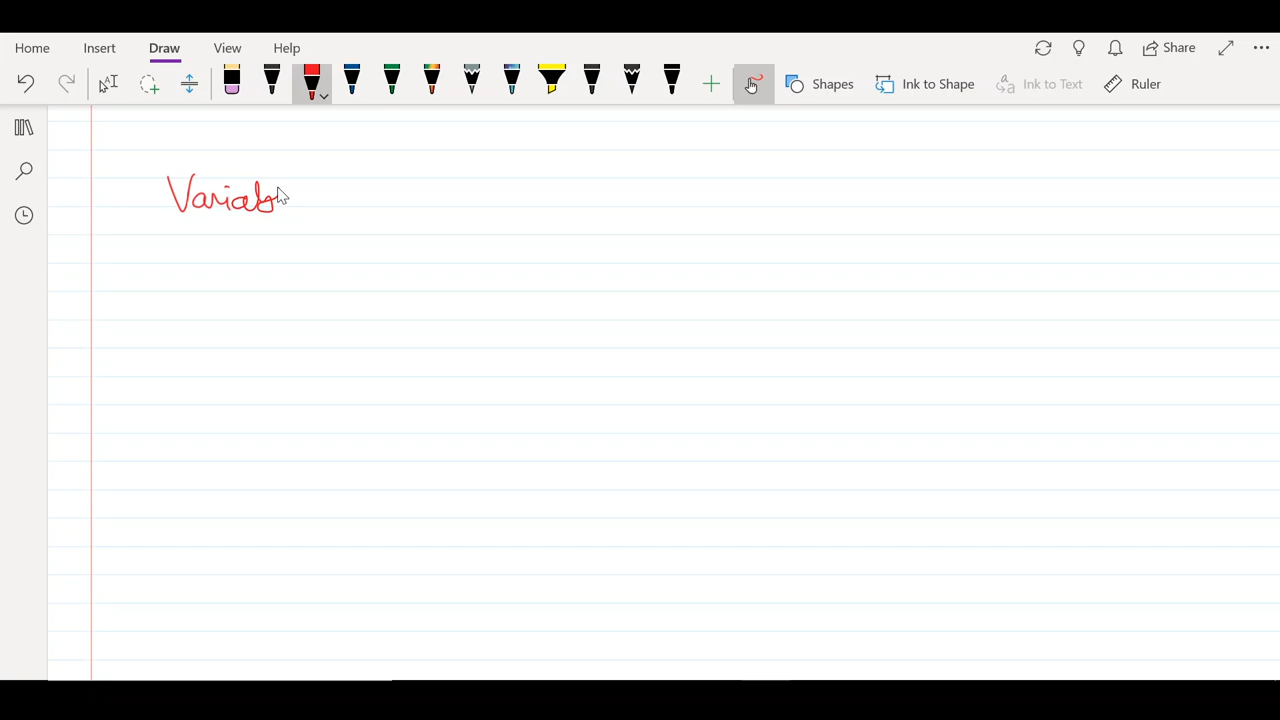 Home Insert Draw View Help Share
Shapes Ink to Shape Ink to Text Ruler
Variab